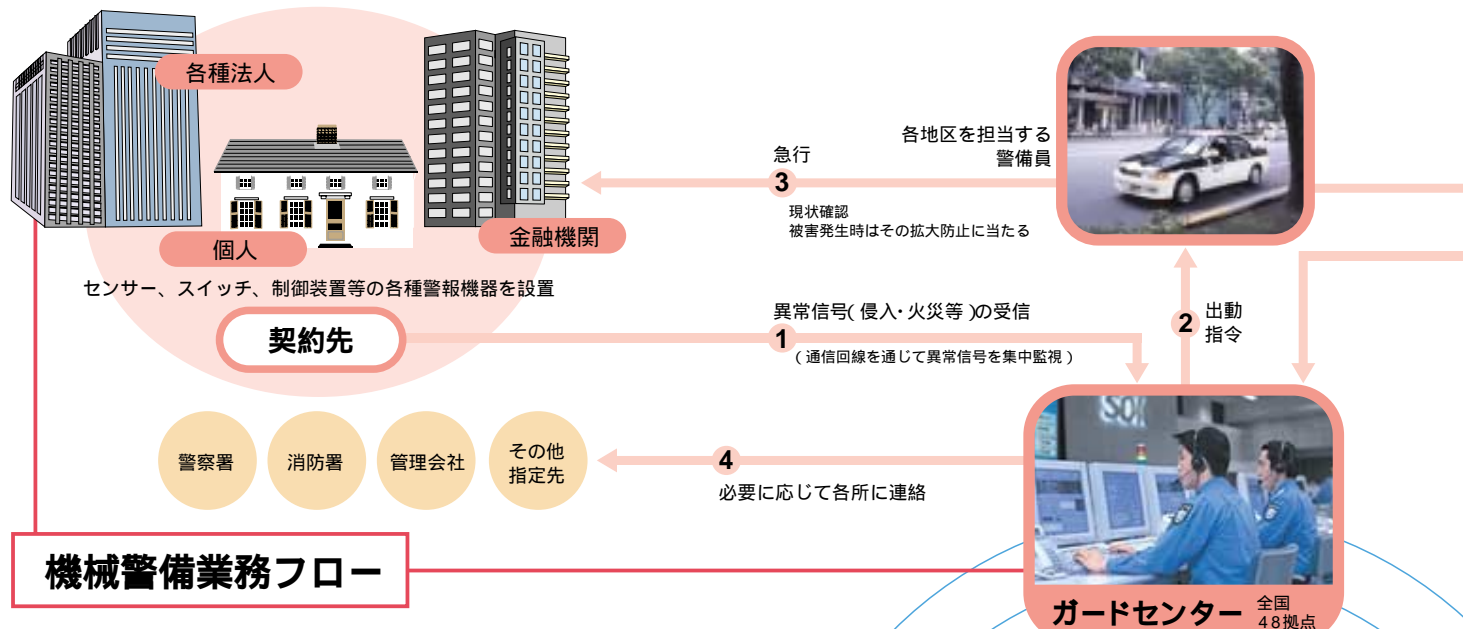 各種法人
個人
金融機関
センサー、スイッチ、制御装置等の各種警報機器を設置
契約先
各地区を担当する
警備員
急行
3
現状確認
被害発生時はその拡大防止に当たる
異常信号(侵入・火災等)の受信
1
(通信回線を通じて異常信号を集中監視)
2
出動
指令
警察署
消防署
管理会社
その他
指定先
4
必要に応じて各所に連絡
機械警備業務フロー
ガードセンター
全国
48拠点